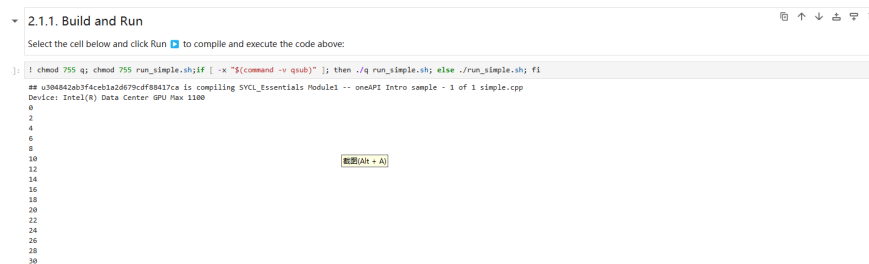 2.1.1. Build and Run
Select the cell below and click Run ▶ to compile and execute the code above:
]: ! chmod 755 q; chmod 755 run_simple.sh;if [ -x "$(command -v qsub)" ]; then ./q run_simple.sh; else ./run_simple.sh; fi
## u304842ab3f4ceb1a2d679cdf88417ca is compiling SYCL_Essentials Module1 -- oneAPI Intro sample - 1 of 1 simple.cpp
Device: Intel(R) Data Center GPU Max 1100
0
2
4
6
8
10
截图(Alt + A)
12
14
16
18
20
22
24
26
28
30